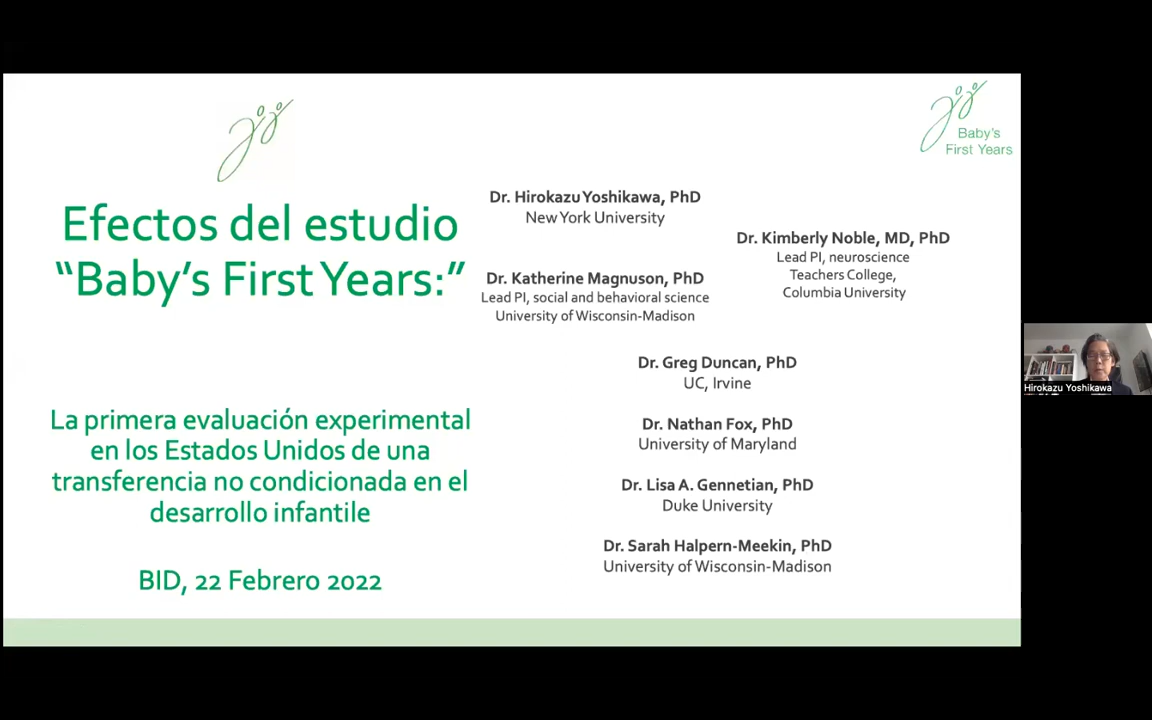 Baby's
First Years
Efectos del estudio
“Baby’s First Years:”
La primera evaluación experimental
en los Estados Unidos de una
transferencia no condicionada en el
desarrollo infantile
BID, 22 Febrero 2022
Dr. Hirokazu Yoshikawa, PhD
New York University
Dr. Kimberly Noble, MD, PhD
Lead PI, neuroscience
Teachers College,
Columbia University
Dr. Katherine Magnuson, PhD
Lead PI, social and behavioral science
University of Wisconsin-Madison
Dr. Greg Duncan, PhD
UC, Irvine
Dr. Nathan Fox, PhD
University of Maryland
Dr. Lisa A. Gennetian, PhD
Duke University
Dr. Sarah Halpern-Meekin, PhD
University of Wisconsin-Madison
Hirokazu Yoshikawa